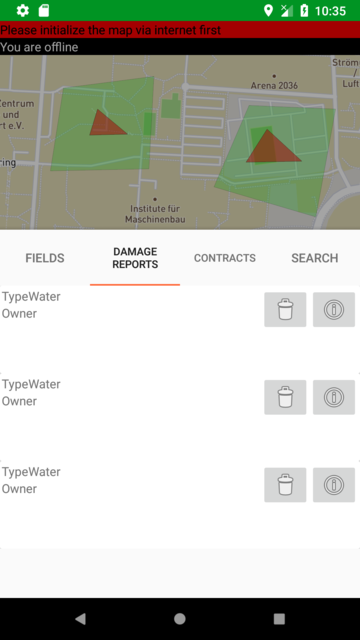 10:35
Please initialize the map via internet first
You are offline
Ström
/
Luft
Arena 2036
Zentrum
und
t e.V.
ring
Institute für
Maschinenbau
FIELDS
DAMAGE
REPORTS
CONTRACTS
SEARCH
TypeWater
Owner
TypeWater
Owner
TypeWater
Owner